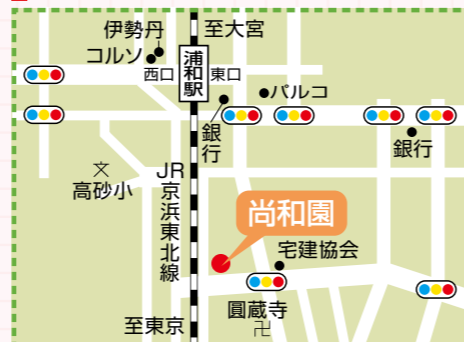 伊勢丹
至大宮
コルソ
西口
浦和駅
東口
パルコ
銀行
銀行
文
高砂小
JR京浜東北線
尚和園
宅建協会
圓蔵寺
卍
至東京